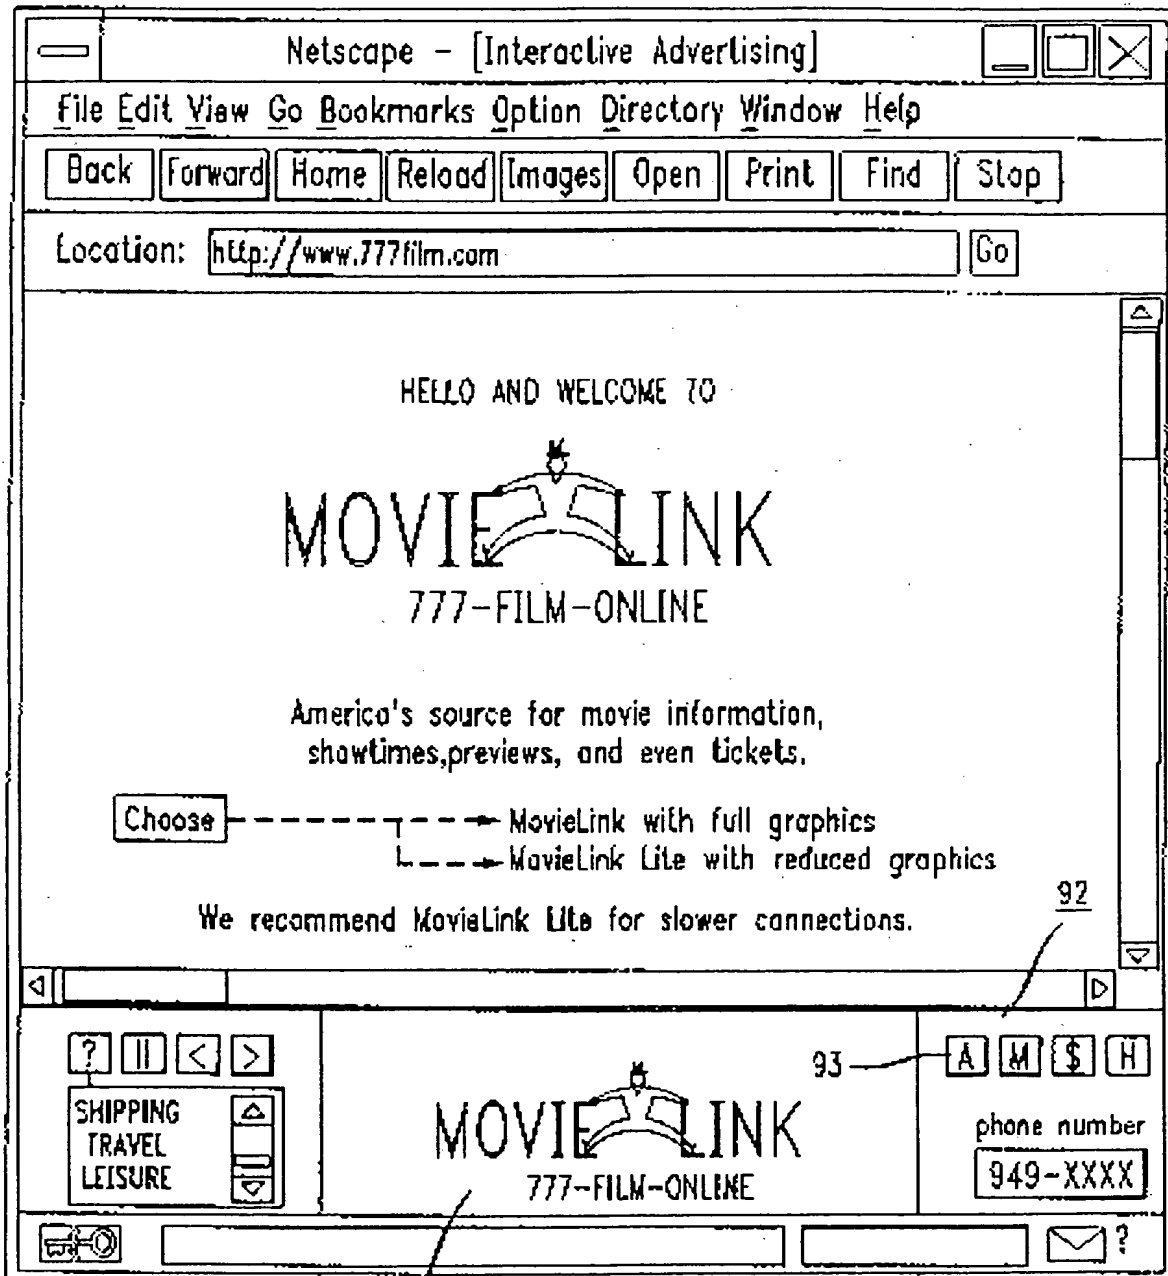 Netscape - [Interactive Advertising]
File Edit View Go Bookmarks Option Directory Window Help
Back Forward Home Reload Images Open Print Find Stop
Location: http://www.777film.com Go
HELLO AND WELCOME TO
MOVIE LINK
777-FILM-ONLINE
America's source for movie information,
showtimes,previews, and even tickets.
Choose MovieLink with full graphics
MovieLink Lite with reduced graphics
We recommend MovieLink Lite for slower connections.
92
? || < > 93 A M $ H
SHIPPING
TRAVEL
LEISURE
MOVIE LINK
777-FILM-ONLINE
phone number
949-XXXX
?